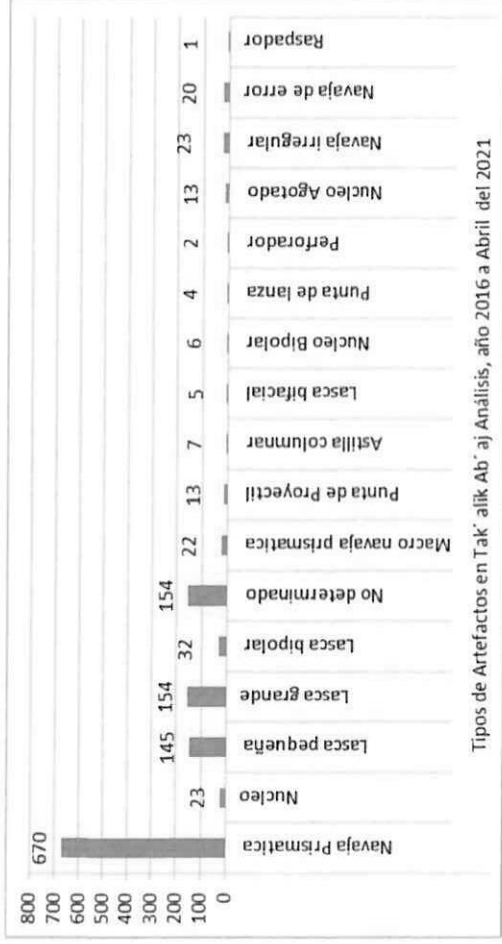 800
700
600
500
400
300
200
100
0
670
23
145
154
32
154
22
13
7
5
6
4
2
13
23
20
1
Navaja Prismatica
Nucleo
Lasca pequeña
Lasca grande
Lasca bipolar
No determinado
Macro navaja prismatica
Punta de Proyectil
Astilla columnar
Lasca bifacial
Nucleo Bipolar
Punta de lanza
Perforador
Nucleo Agotado
Navaja irregular
Navaja de error
Raspador
Tipos de Artefactos en Tak´ alik Ab´ aj Análisis, año 2016 a Abril del 2021